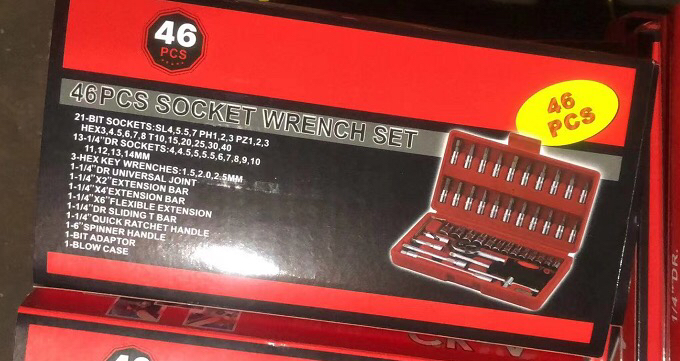 46
PCS
46PCS SOCKET WRENCH SET
46
PCS
21-BIT SOCKETS:SL4,5.5,7 PH1,2,3 PZ1,2,3
HEX3,4,5,6,7,8 T10,15,20,25,30,40
13-1/4"DR SOCKETS:4,4.5,5,5.5,6,7,8,9,10
11,12,13,14MM
3-HEX KEY WRENCHES:1.5,2.0,2.5MM
1-1/4"DR UNIVERSAL JOINT
1-1/4"X2"EXTENSION BAR
1-1/4"X4"EXTENSION BAR
1-1/4"X6"FLEXIBLE EXTENSION
1-1/4"DR SLIDING T BAR
1-1/4"QUICK RATCHET HANDLE
1-6"SPINNER HANDLE
1-BIT ADAPTOR
1-BLOW CASE
1/4" DR.
46